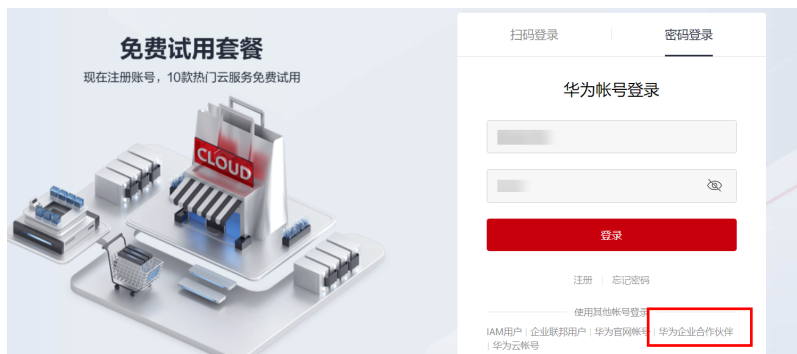 免费试用套餐
现在注册账号，10款热门云服务免费试用
CLOUD
扫码登录 密码登录
华为帐号登录
登录
注册 | 忘记密码
使用其他帐号登录
IAM用户 | 企业联邦用户 | 华为官网帐号 | 华为企业合作伙伴
| 华为云帐号